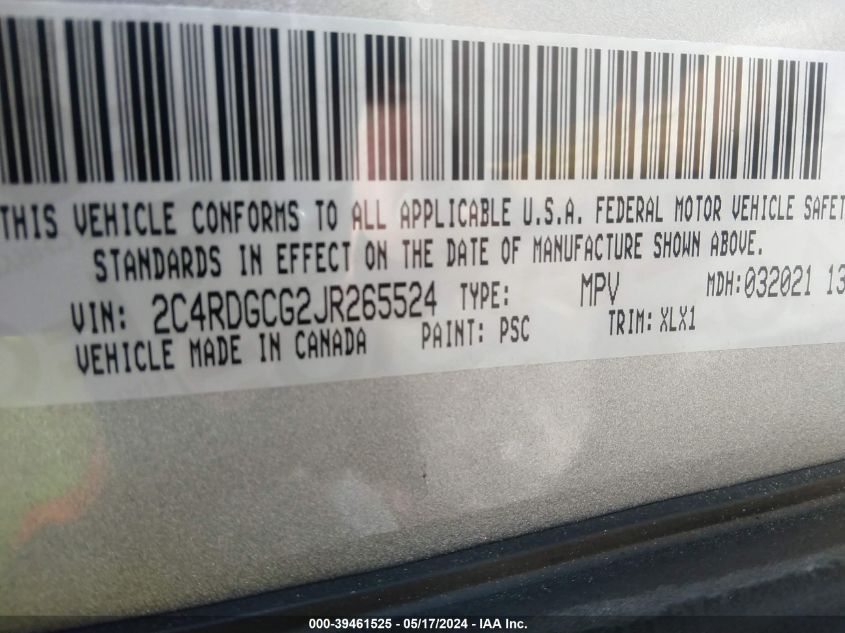 THIS VEHICLE CONFORMS TO ALL APPLICABLE U.S.A. FEDERAL MOTOR VEHICLE SAFET
STANDARDS IN EFFECT ON THE DATE OF MANUFACTURE SHOWN ABOVE.
VIN: 2C4RDGCG2JR265524 TYPE: MPV MDH:032021 13
VEHICLE MADE IN CANADA PAINT: PSC TRIM: XLX1
000-39461525 - 05/17/2024 - IAA Inc.